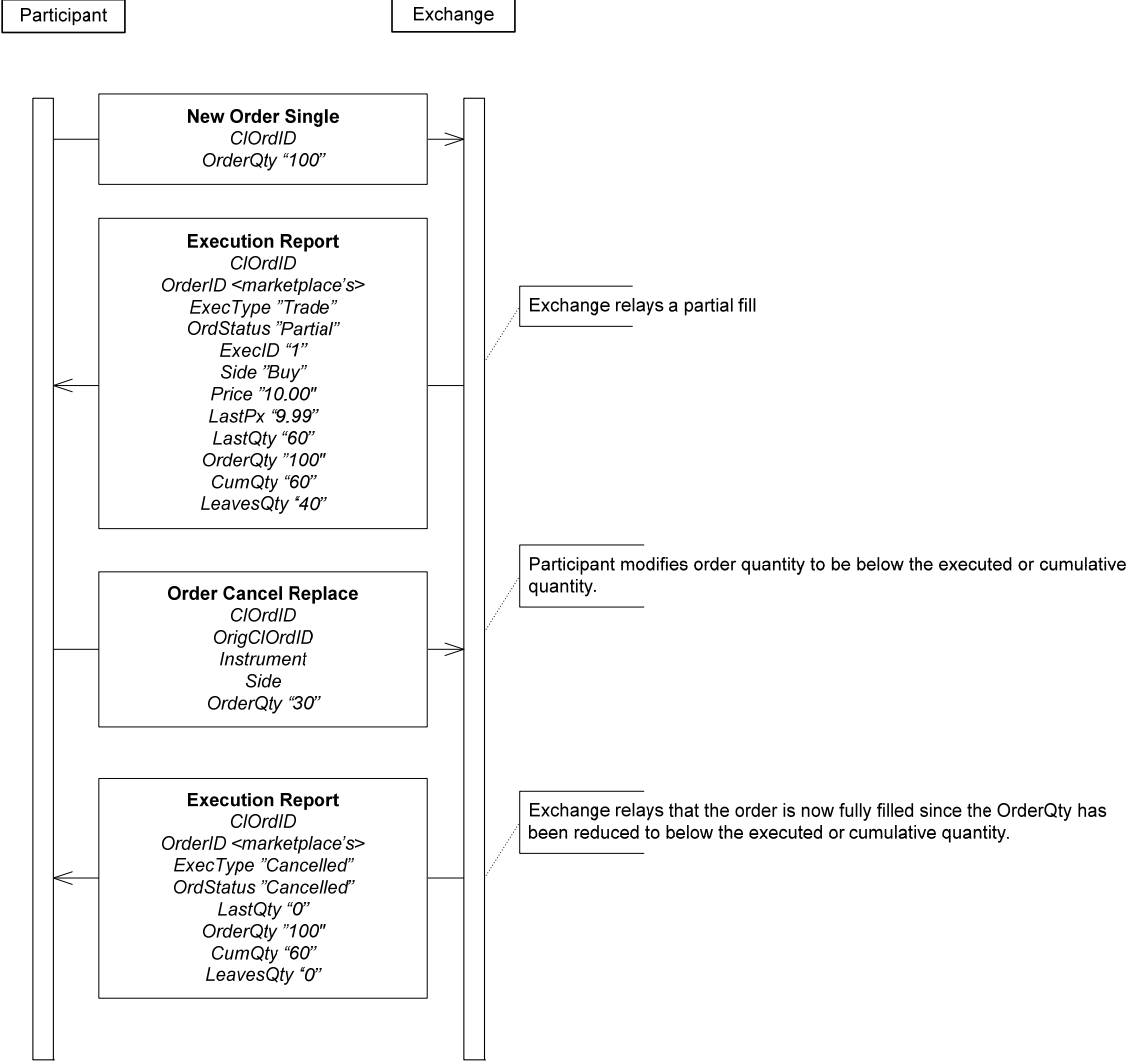 Participant
Exchange
New Order Single
ClOrdID
OrderQty “100”
Execution Report
ClOrdID
OrderID <marketplace’s>
ExecType ”Trade”
OrdStatus ”Partial”
ExecID “1”
Side ”Buy”
Price ”10.00"
LastPx “9.99”
LastQty “60”
OrderQty ”100"
CumQty “60”
LeavesQty ‘‘40”
Exchange relays a partial fill
Order Cancel Replace
ClOrdID
OrigClOrdID
Instrument
Side
OrderQty “30”
Participant modifies order quantity to be below the executed or cumulative
quantity.
Execution Report
ClOrdID
OrderID <marketplace’s>
ExecType ”Cancelled”
OrdStatus ”Cancelled”
LastQty “0”
OrderQty ”100"
CumQty “60”
LeavesQty ‘‘0”
Exchange relays that the order is now fully filled since the OrderQty has
been reduced to below the executed or cumulative quantity.